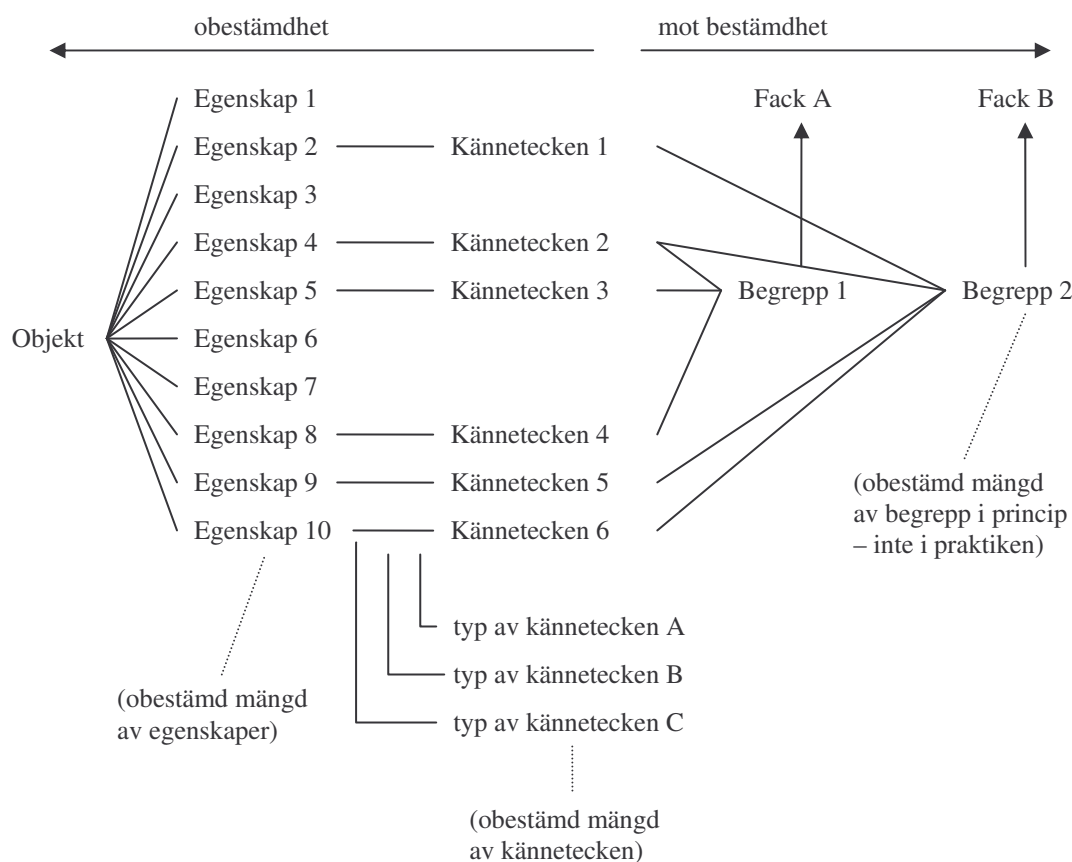 obestämdhet
mot bestämdhet
Egenskap 1
Fack A
Fack B
Egenskap 2
Kännetecken 1
Egenskap 3
Egenskap 4
Kännetecken 2
Egenskap 5
Kännetecken 3
Begrepp 1
Begrepp 2
Objekt
Egenskap 6
Egenskap 7
Egenskap 8
Kännetecken 4
Egenskap 9
Kännetecken 5
Egenskap 10
Kännetecken 6
(obestämd mängd
av begrepp i princip
– inte i praktiken)
typ av kännetecken A
typ av kännetecken B
typ av kännetecken C
(obestämd mängd
av egenskaper)
(obestämd mängd
av kännetecken)